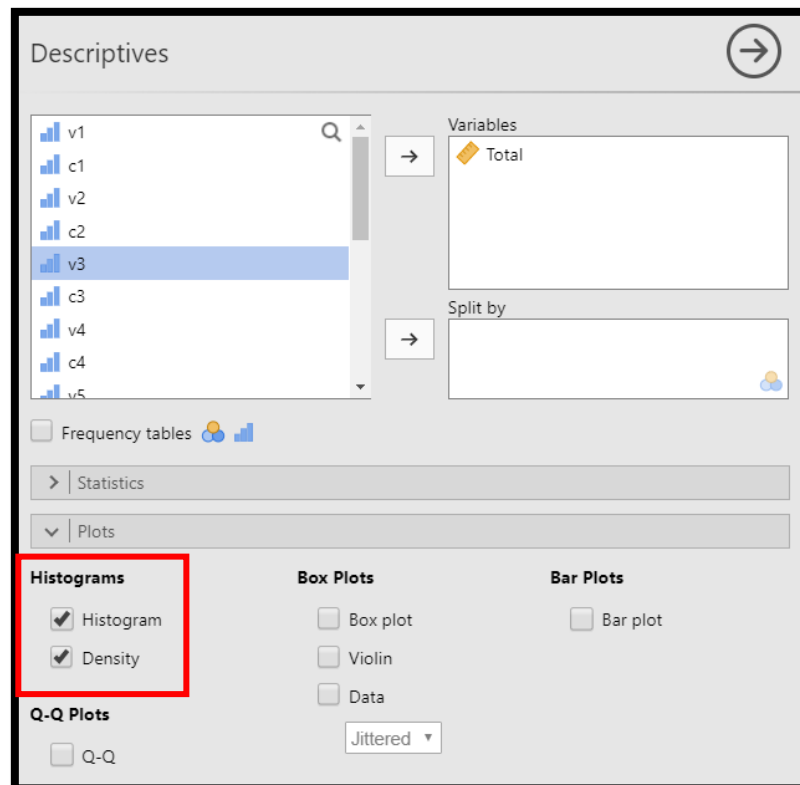 Descriptives
v1
c1
v2
c2
v3
c3
v4
c4
v5
Variables
Total
Split by
Frequency tables
Statistics
Plots
Histograms
Histogram
Density
Box Plots
Box plot
Violin
Data
Jittered
Bar Plots
Bar plot
Q-Q Plots
Q-Q